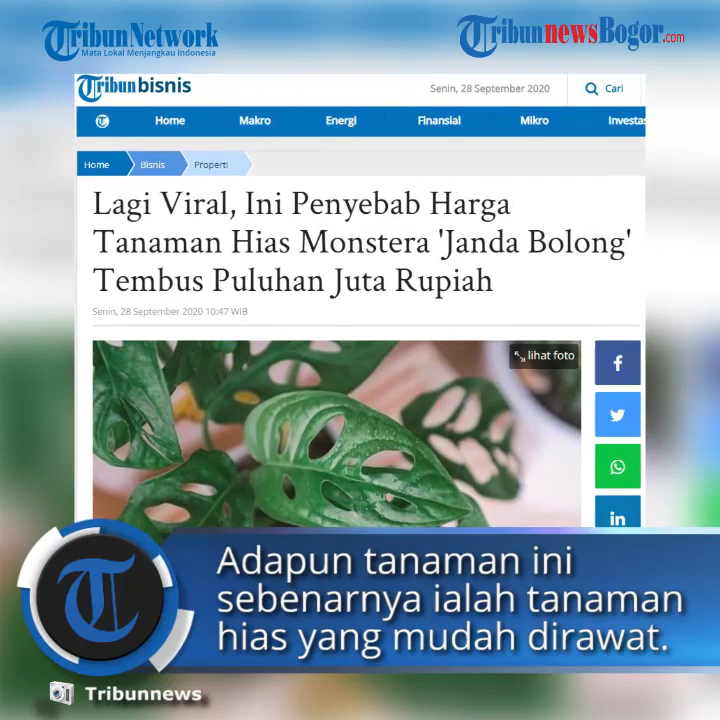 TribunNetwork
Mata Lokal Menjangkau Indonesia
TribunnewsBogor.com
Tribunbisnis
Senin, 28 September 2020
Cari
Home Makro Energi Finansial Mikro Investas
Home Bisnis Properti
Lagi Viral, Ini Penyebab Harga
Tanaman Hias Monstera 'Janda Bolong'
Tembus Puluhan Juta Rupiah
Senin, 28 September 2020 10:47 WIB
lihat foto
f
in
T
Adapun tanaman ini
sebenarnya ialah tanaman
hias yang mudah dirawat.
Tribunnews